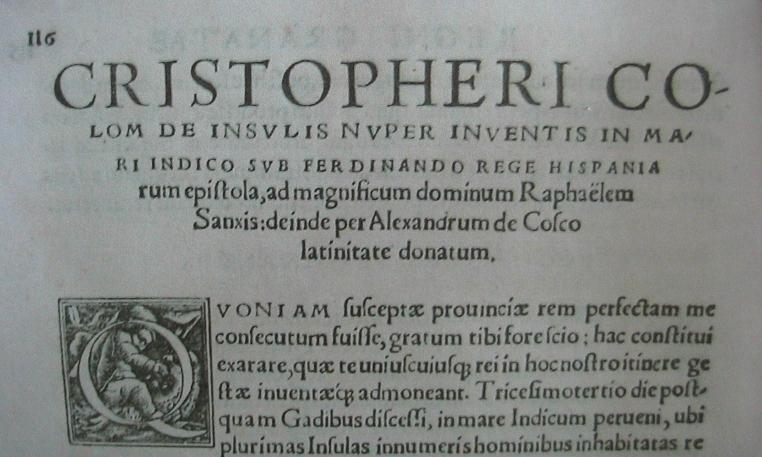 116
CRISTOPHERI CO-
LOM DE INSVLIS NVPER INVENTIS IN MA-
RI INDICO SVB FERDINANDO REGE HISPANIA
rum epiſtola, ad magnificum dominum Raphaëlem
Sanxis: deinde per Alexandrum de Coſco
latinitate donatum.
QVONIAM ſuſceptæ prouinciæ rem perfectam me
conſecutum fuiſſe, gratum tibi fore ſcio; hac conſtitui
exarare, quæ te uniuſcuiuſqꝫ rei in hoc noſtro itinere ge
ſtæ inuentæqꝫ admoneant. Triceſimotertio die poſt-
quam Gadibus diſceſſi, in mare Indicum perueni, ubi
plurimas Inſulas innumeris hominibus inhabitatas re